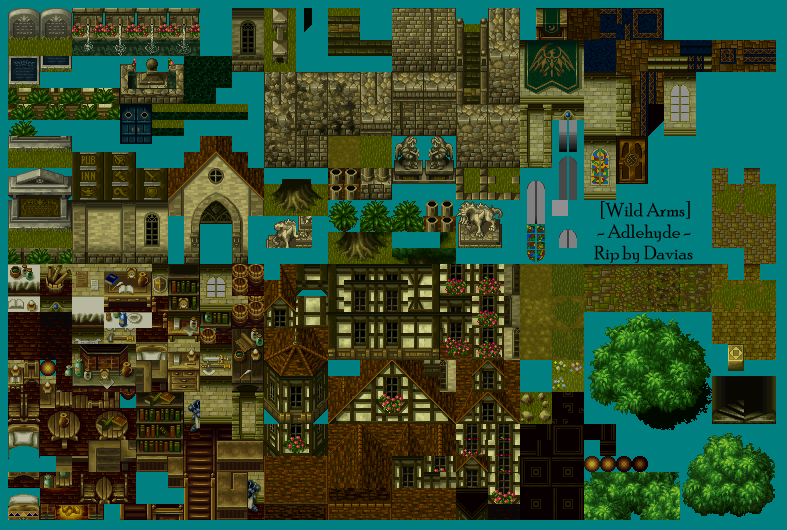 PUB
INN
[Wild Arms]
~ Adlehyde ~
Rip by Davias